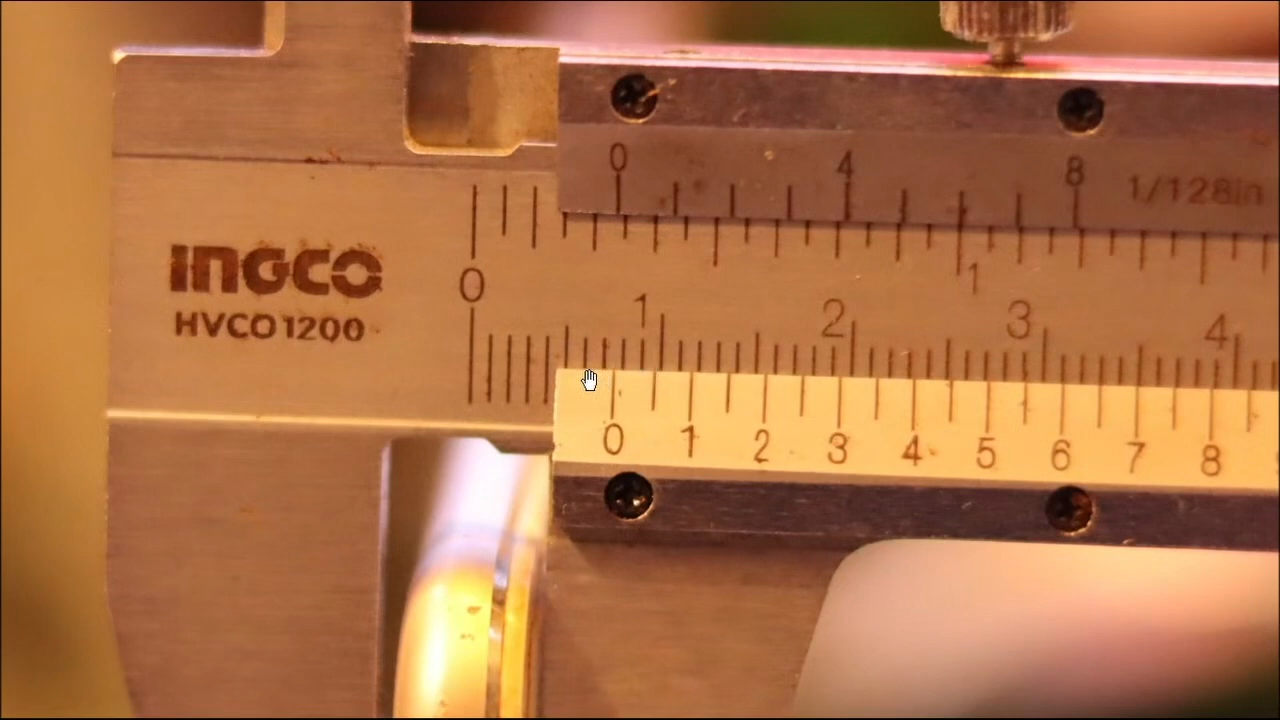 0 4 8 1/128in
INGCO
HVCO1200
0 1
1 2 3 4
0 1 2 3 4 5 6 7 8